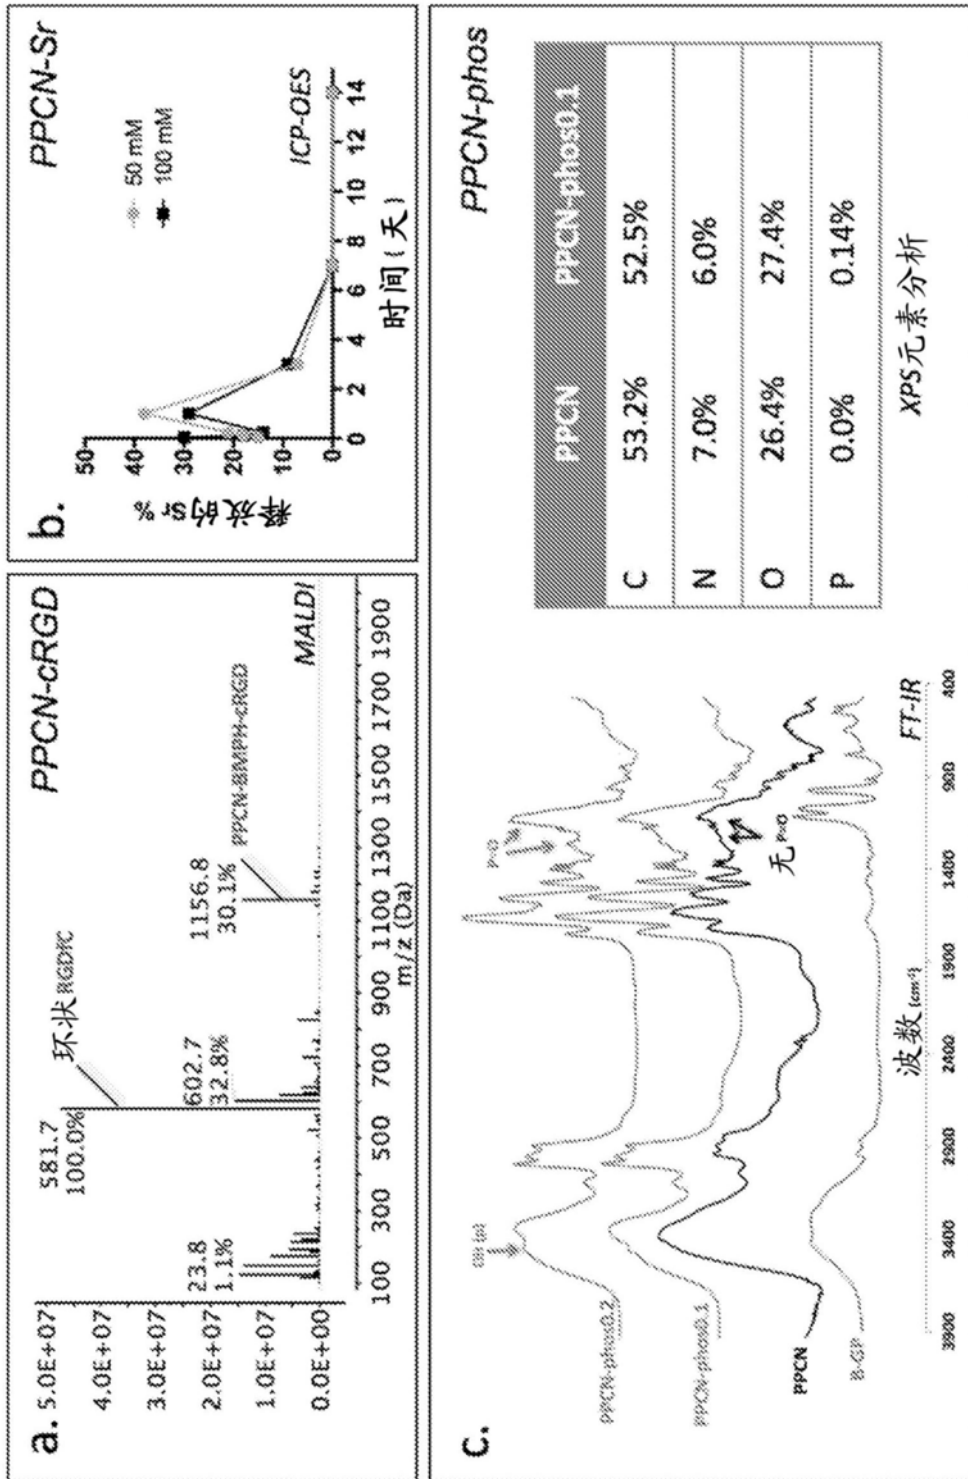 a.
PPCN-cRGD
5.0E+07
4.0E+07
3.0E+07
2.0E+07
1.0E+07
0.0E+00
581.7
100.0%
环状 RGDfC
23.8
1.1%
602.7
32.8%
1156.8
30.1%
PPCN-BMPH-cRGD
MALDI
100 300 500 700 900 1100 1300 1500 1700 1900
m/z (Da)
b.
PPCN-Sr
释放的Sr %
50
40
30
20
10
0
50 mM
100 mM
ICP-OES
0 2 4 6 8 10 12 14
时间(天)
c.
PPCN-phos
PPCN-phos0.2
PPCN-phos0.1
PPCN
B-GP
P=O
无 P=O
FT-IR
3900 3400 2900 2400 1900 1400 900 400
波数 (cm⁻¹)
PPCN PPCN-phos0.1
C 53.2% 52.5%
N 7.0% 6.0%
O 26.4% 27.4%
P 0.0% 0.14%
XPS元素分析